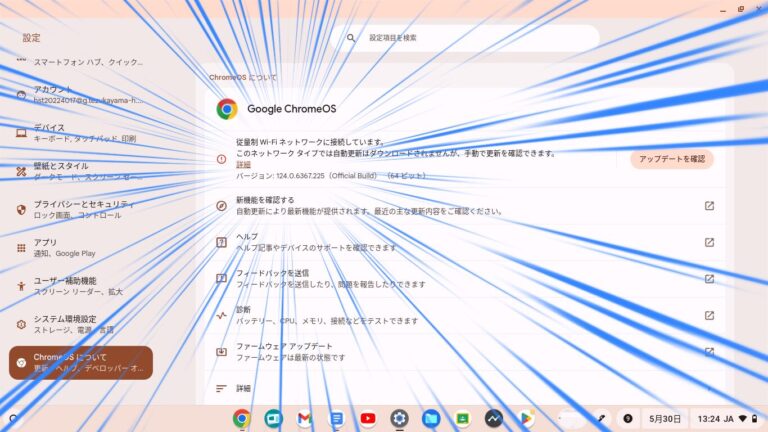 設定
設定項目を検索
スマートフォン ハブ、クイック...
ChromeOS について
アカウント
Google ChromeOS
デバイス
キーボード、タッチパッド、印刷
従量制 Wi-Fi ネットワークに接続しています。
このネットワーク タイプでは自動更新はダウンロードされませんが、手動で更新を確認できます。
詳細
アップデートを確認
バージョン: 124.0.6367.225（Official Build） （64 ビット）
壁紙とスタイル
ダークモード、スクリーン セー...
プライバシーとセキュリティ
ロック画面、コントロール
新機能を確認する
自動更新により最新機能が提供されます。最近の主な更新内容をご確認ください。
アプリ
通知、Google Play
ヘルプ
ヘルプ記事やデバイスのサポートを確認できます
ユーザー補助機能
スクリーン リーダー、拡大
フィードバックを送信
フィードバックを送信したり、問題を報告したりできます
システム環境設定
ストレージ、電源、言語
診断
バッテリー、CPU、メモリ、接続などをテストできます
ChromeOS について
更新、ヘルプ、デベロッパー オ...
ファームウェア アップデート
ファームウェアは最新の状態です
詳細
5月30日
13:24 JA